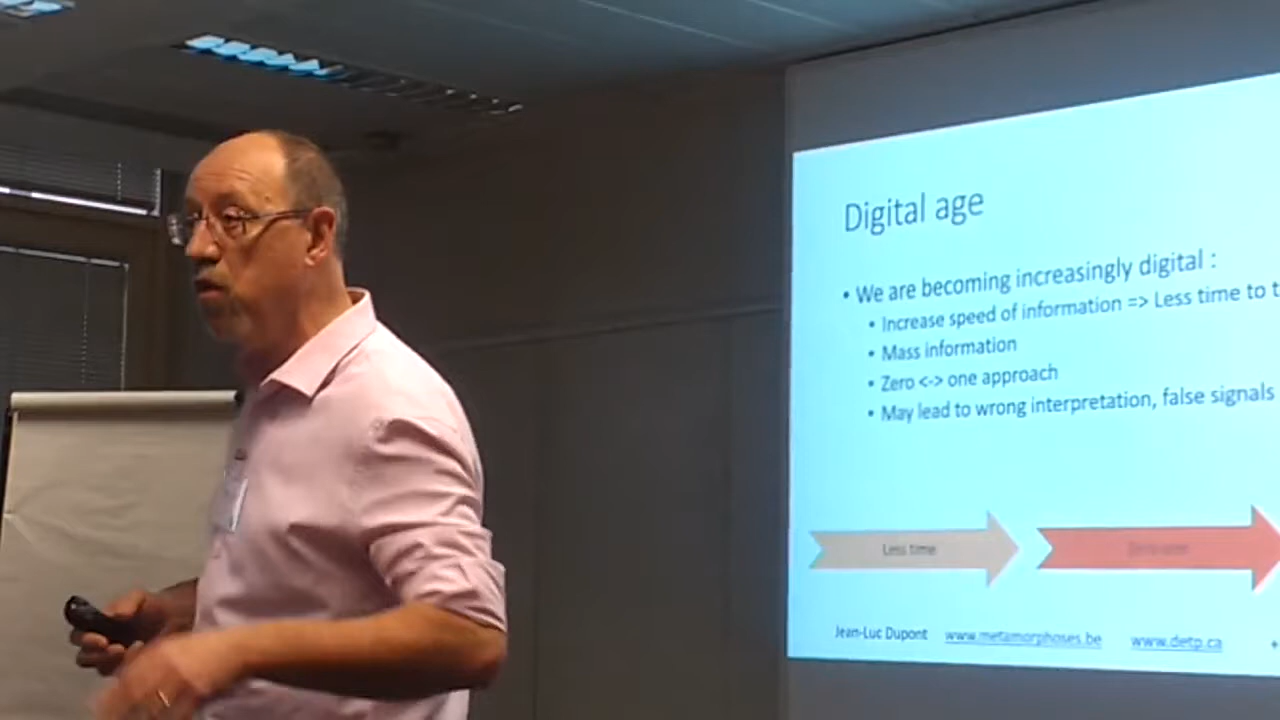 Digital age
• We are becoming increasingly digital :
• Increase speed of information => Less time to t
• Mass information
• Zero <-> one approach
• May lead to wrong interpretation, false signals
Less time
Jean-Luc Dupont www.metamorphoses.be www.detp.ca